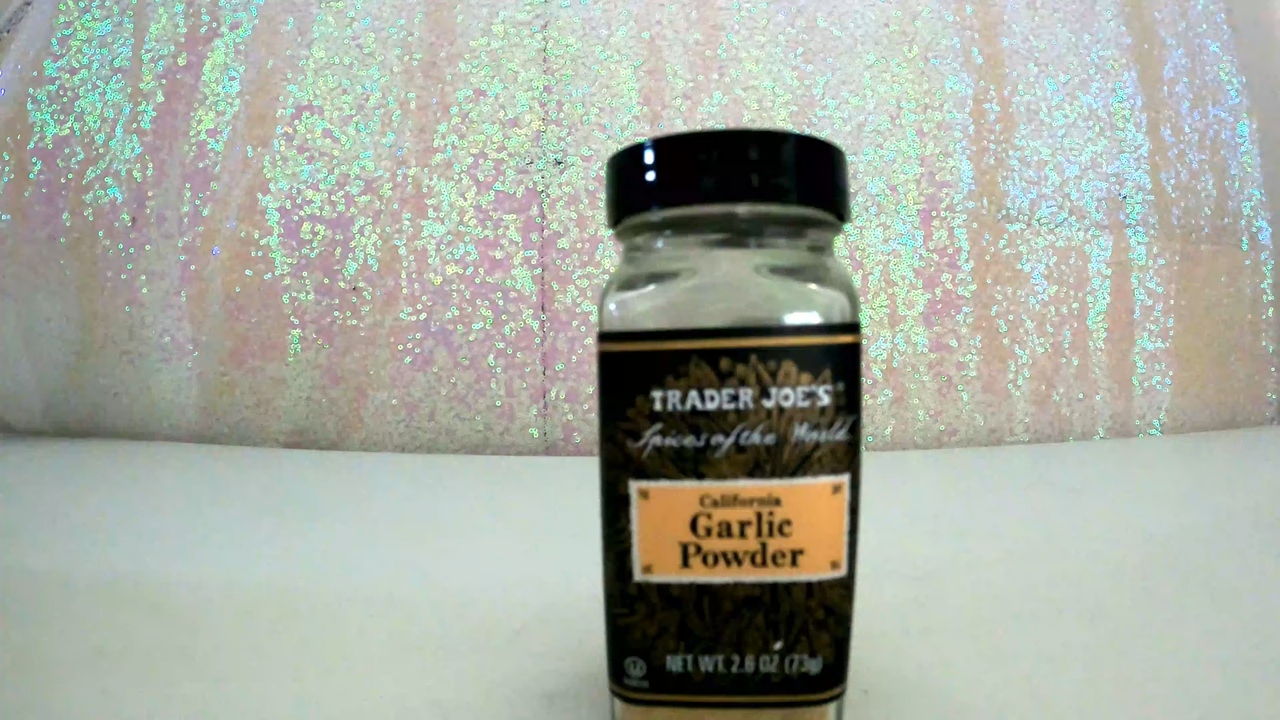 TRADER JOE'S
Spices of the World
California
Garlic
Powder
NET WT. 2.6 OZ (73g)